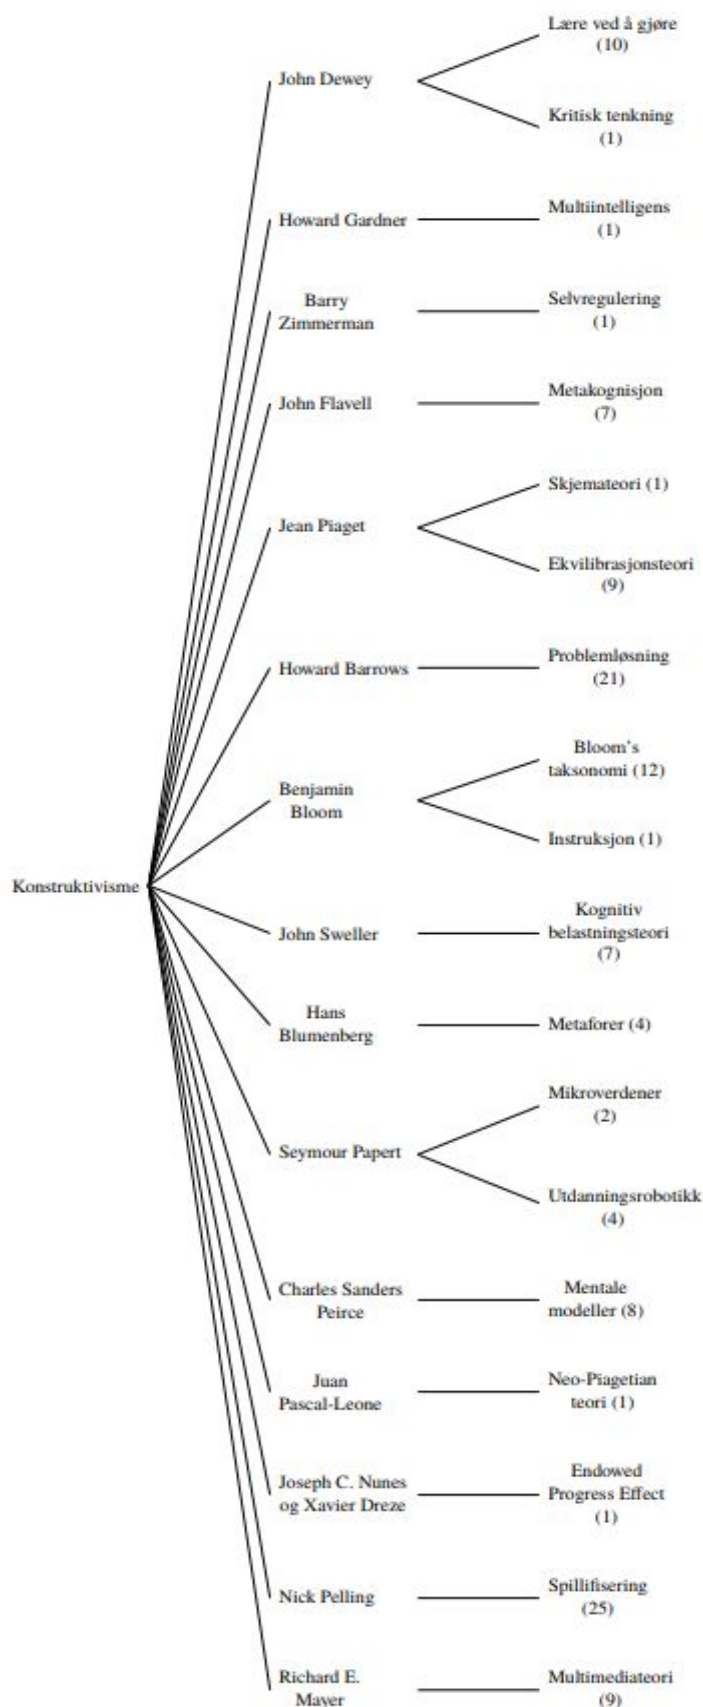 Lære ved å gjøre
(10)
John Dewey
Kritisk tenkning
(1)
Howard Gardner
Multiintelligens
(1)
Barry
Zimmerman
Selvregulering
(1)
John Flavell
Metakognisjon
(7)
Skjemateori (1)
Jean Piaget
Ekvilibrasjonsteori
(9)
Howard Barrows
Problemløsning
(21)
Bloom's
taksonomi (12)
Benjamin
Bloom
Instruksjon (1)
Konstruktivisme
John Sweller
Kognitiv
belastningsteori
(7)
Hans
Blumenberg
Metaforer (4)
Mikroverdener
(2)
Seymour Papert
Utdanningsrobotikk
(4)
Charles Sanders
Peirce
Mentale
modeller (8)
Juan
Pascal-Leone
Neo-Piagetian
teori (1)
Joseph C. Nunes
og Xavier Dreze
Endowed
Progress Effect
(1)
Nick Pelling
Spillifisering
(25)
Richard E.
Mayer
Multimediateori
(9)